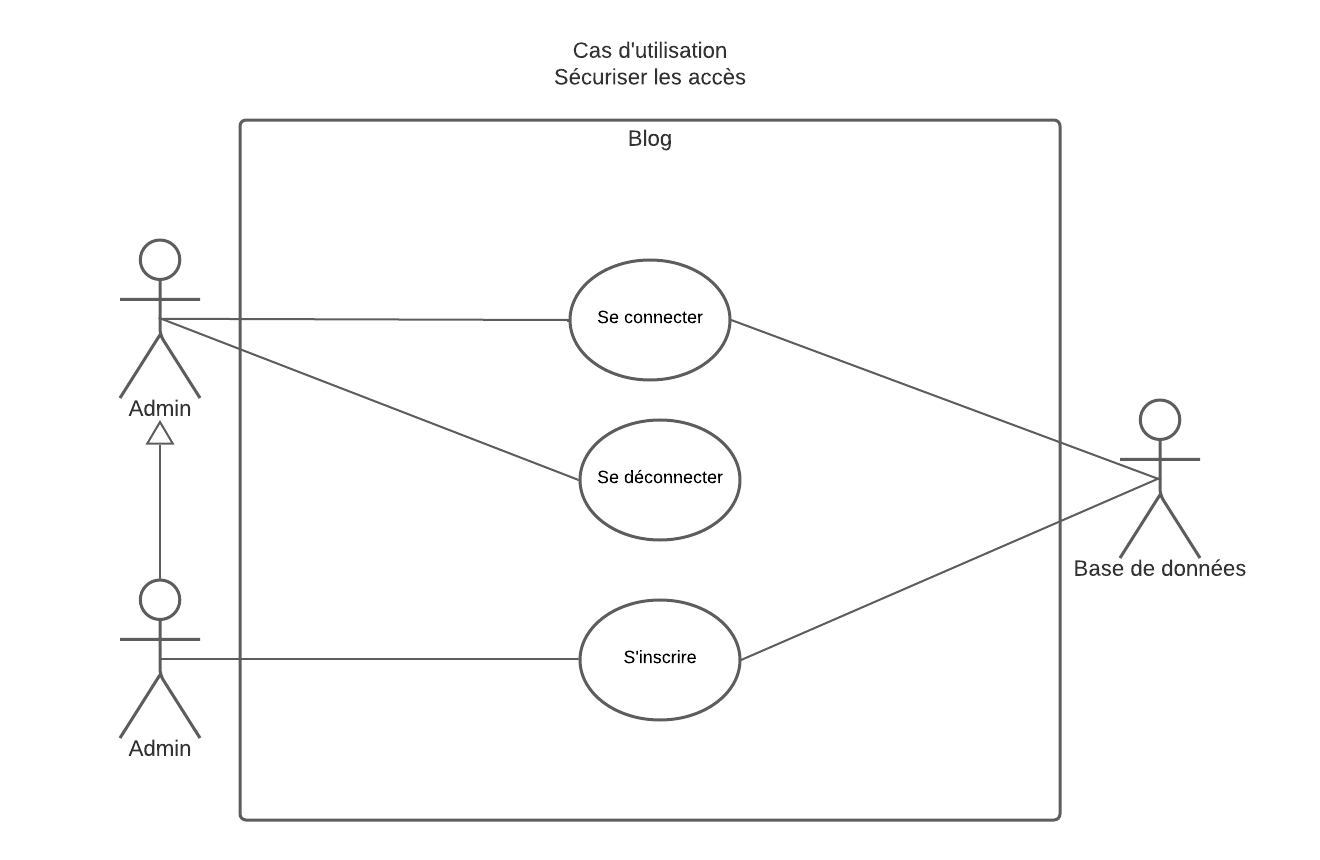 Cas d'utilisation
Sécuriser les accès
Blog
Se connecter
Admin
Se déconnecter
Base de données
S'inscrire
Admin